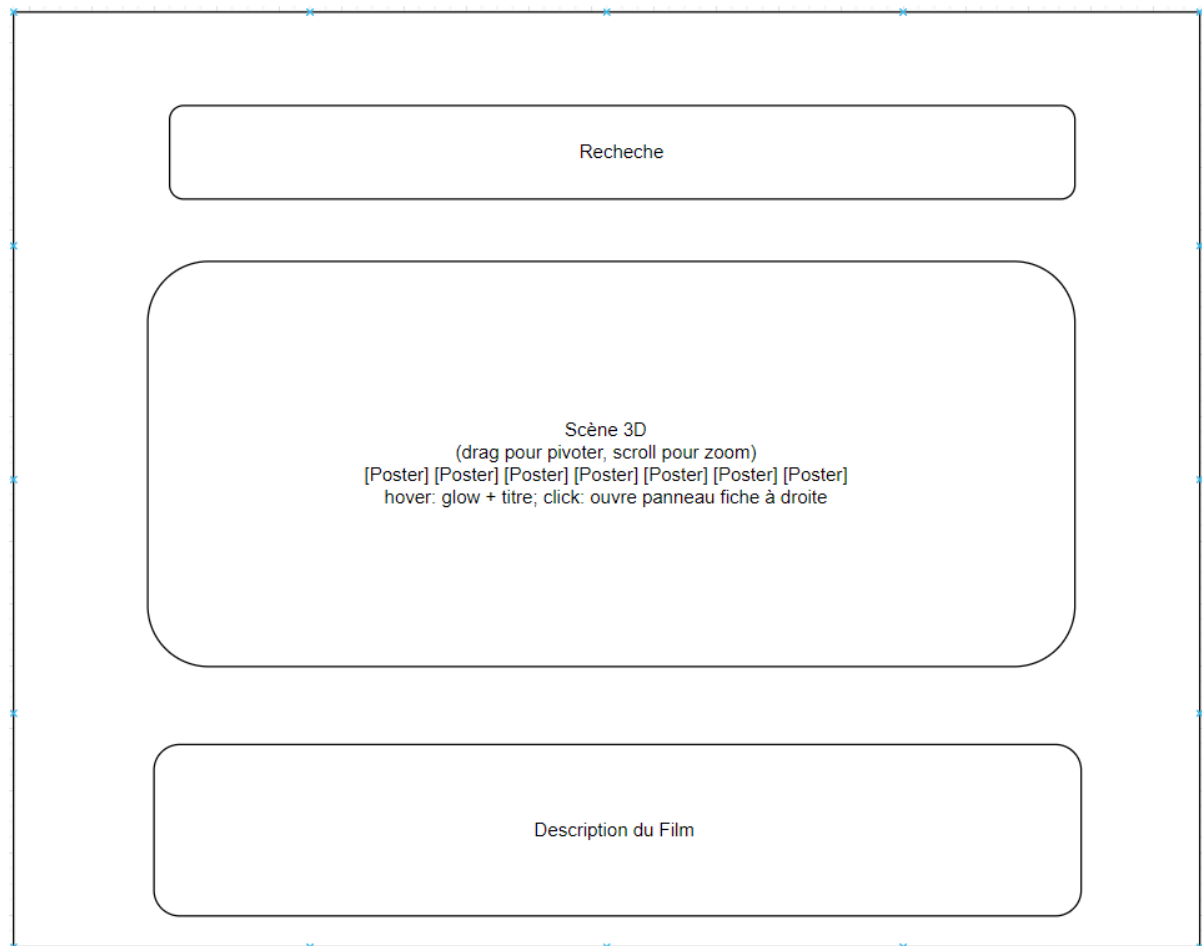 Recheche
Scène 3D
(drag pour pivoter, scroll pour zoom)
[Poster] [Poster] [Poster] [Poster] [Poster] [Poster] [Poster]
hover: glow + titre; click: ouvre panneau fiche à droite
Description du Film